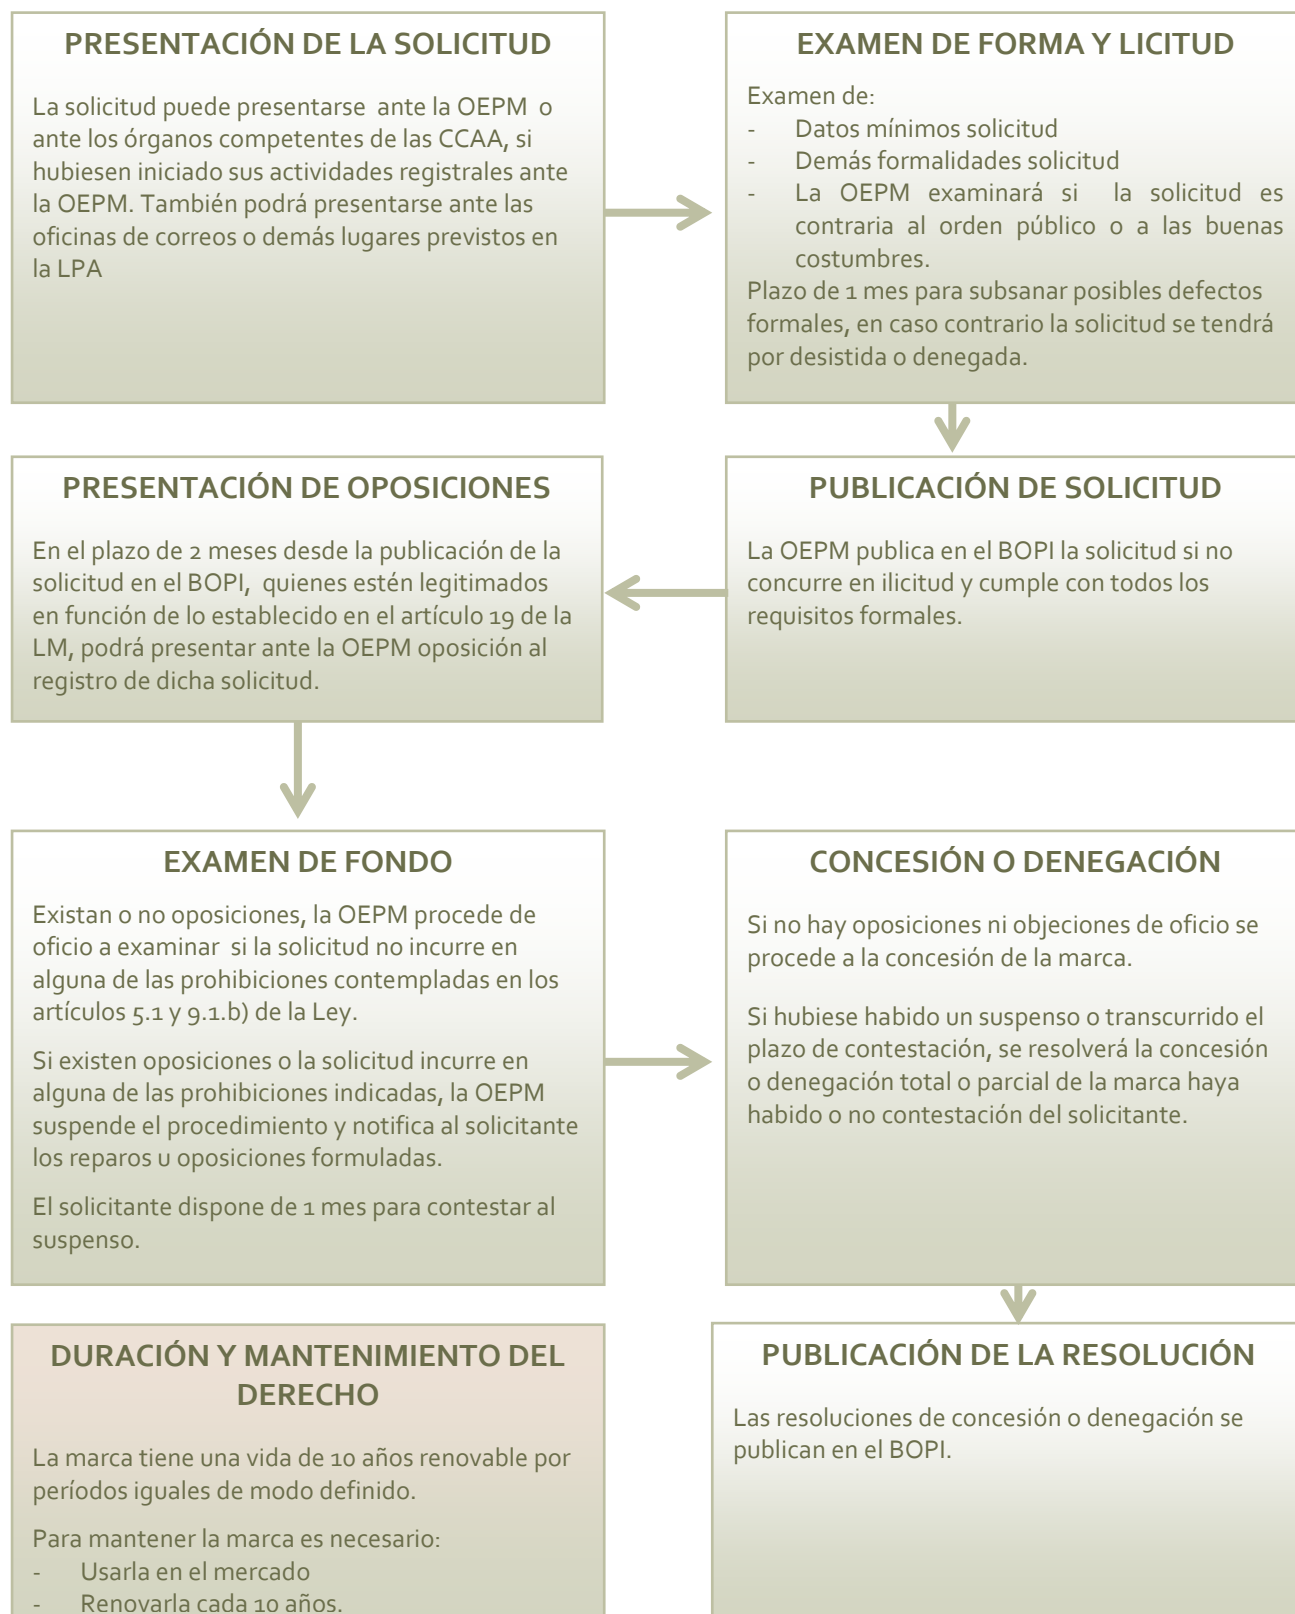 PRESENTACIÓN DE LA SOLICITUD
La solicitud puede presentarse ante la OEPM o
ante los órganos competentes de las CCAA, si
hubiesen iniciado sus actividades registrales ante
la OEPM. También podrá presentarse ante las
oficinas de correos o demás lugares previstos en
la LPA
EXAMEN DE FORMA Y LICITUD
Examen de:
- Datos mínimos solicitud
- Demás formalidades solicitud
- La OEPM examinará si la solicitud es
contraria al orden público o a las buenas
costumbres.
Plazo de 1 mes para subsanar posibles defectos
formales, en caso contrario la solicitud se tendrá
por desistida o denegada.
PUBLICACIÓN DE SOLICITUD
La OEPM publica en el BOPI la solicitud si no
concurre en ilicitud y cumple con todos los
requisitos formales.
PRESENTACIÓN DE OPOSICIONES
En el plazo de 2 meses desde la publicación de la
solicitud en el BOPI, quienes estén legitimados
en función de lo establecido en el artículo 19 de la
LM, podrá presentar ante la OEPM oposición al
registro de dicha solicitud.
EXAMEN DE FONDO
Existan o no oposiciones, la OEPM procede de
oficio a examinar si la solicitud no incurre en
alguna de las prohibiciones contempladas en los
artículos 5.1 y 9.1.b) de la Ley.
Si existen oposiciones o la solicitud incurre en
alguna de las prohibiciones indicadas, la OEPM
suspende el procedimiento y notifica al solicitante
los reparos u oposiciones formuladas.
El solicitante dispone de 1 mes para contestar al
suspenso.
CONCESIÓN O DENEGACIÓN
Si no hay oposiciones ni objeciones de oficio se
procede a la concesión de la marca.
Si hubiese habido un suspenso o transcurrido el
plazo de contestación, se resolverá la concesión
o denegación total o parcial de la marca haya
habido o no contestación del solicitante.
PUBLICACIÓN DE LA RESOLUCIÓN
Las resoluciones de concesión o denegación se
publican en el BOPI.
DURACIÓN Y MANTENIMIENTO DEL
DERECHO
La marca tiene una vida de 10 años renovable por
períodos iguales de modo definido.
Para mantener la marca es necesario:
- Usarla en el mercado
- Renovarla cada 10 años.